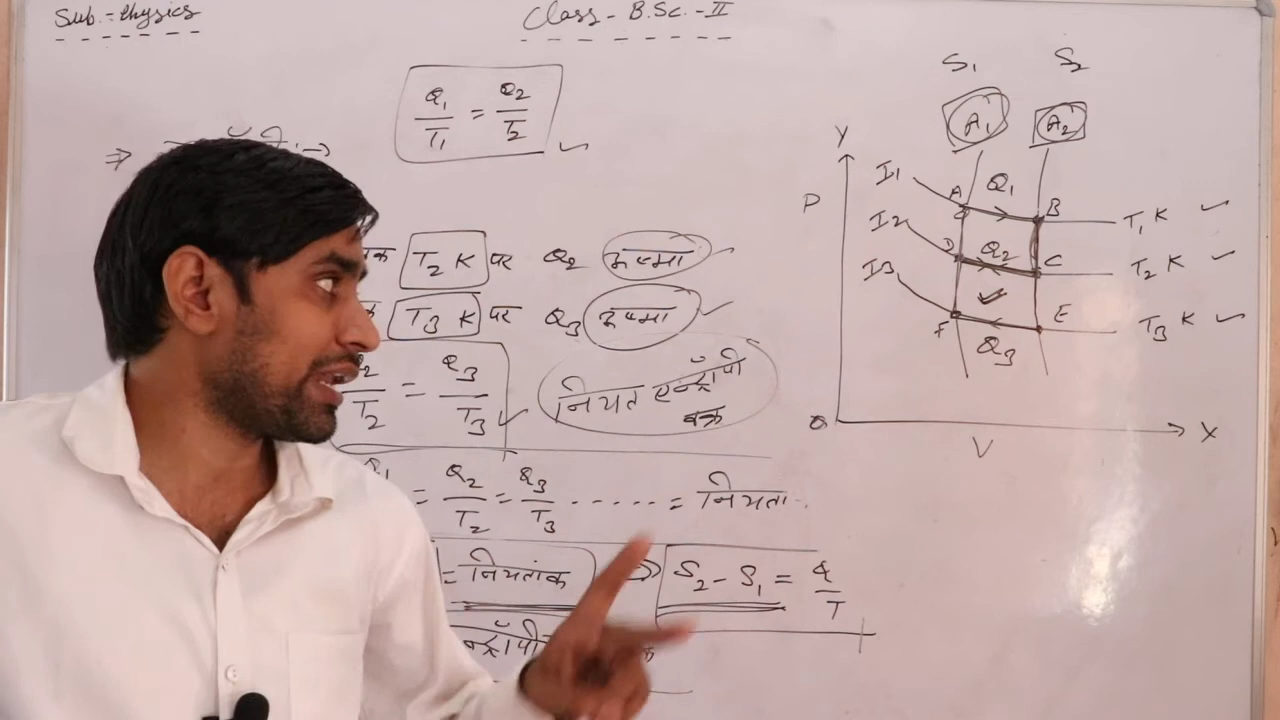 Sub.- Physics
Class - B.Sc.-II
Q₁/T₁ = Q₂/T₂
T₂ K पर Q₂ ऊष्मा
T₃ K पर Q₃ ऊष्मा
/T₂ = Q₃/T₃
नियत एन्ट्रॉपी वक्र
= Q₂/T₂ = Q₃/T₃ ...... = नियता
= नियतांक ⇒ S₂ - S₁ = Q/T
S₁ S₂
A₁ A₂
Y
P
I₁ A Q₁ B T₁ K
I₂ D Q₂ C T₂ K
I3 F Q₃ E T₃ K
O V X